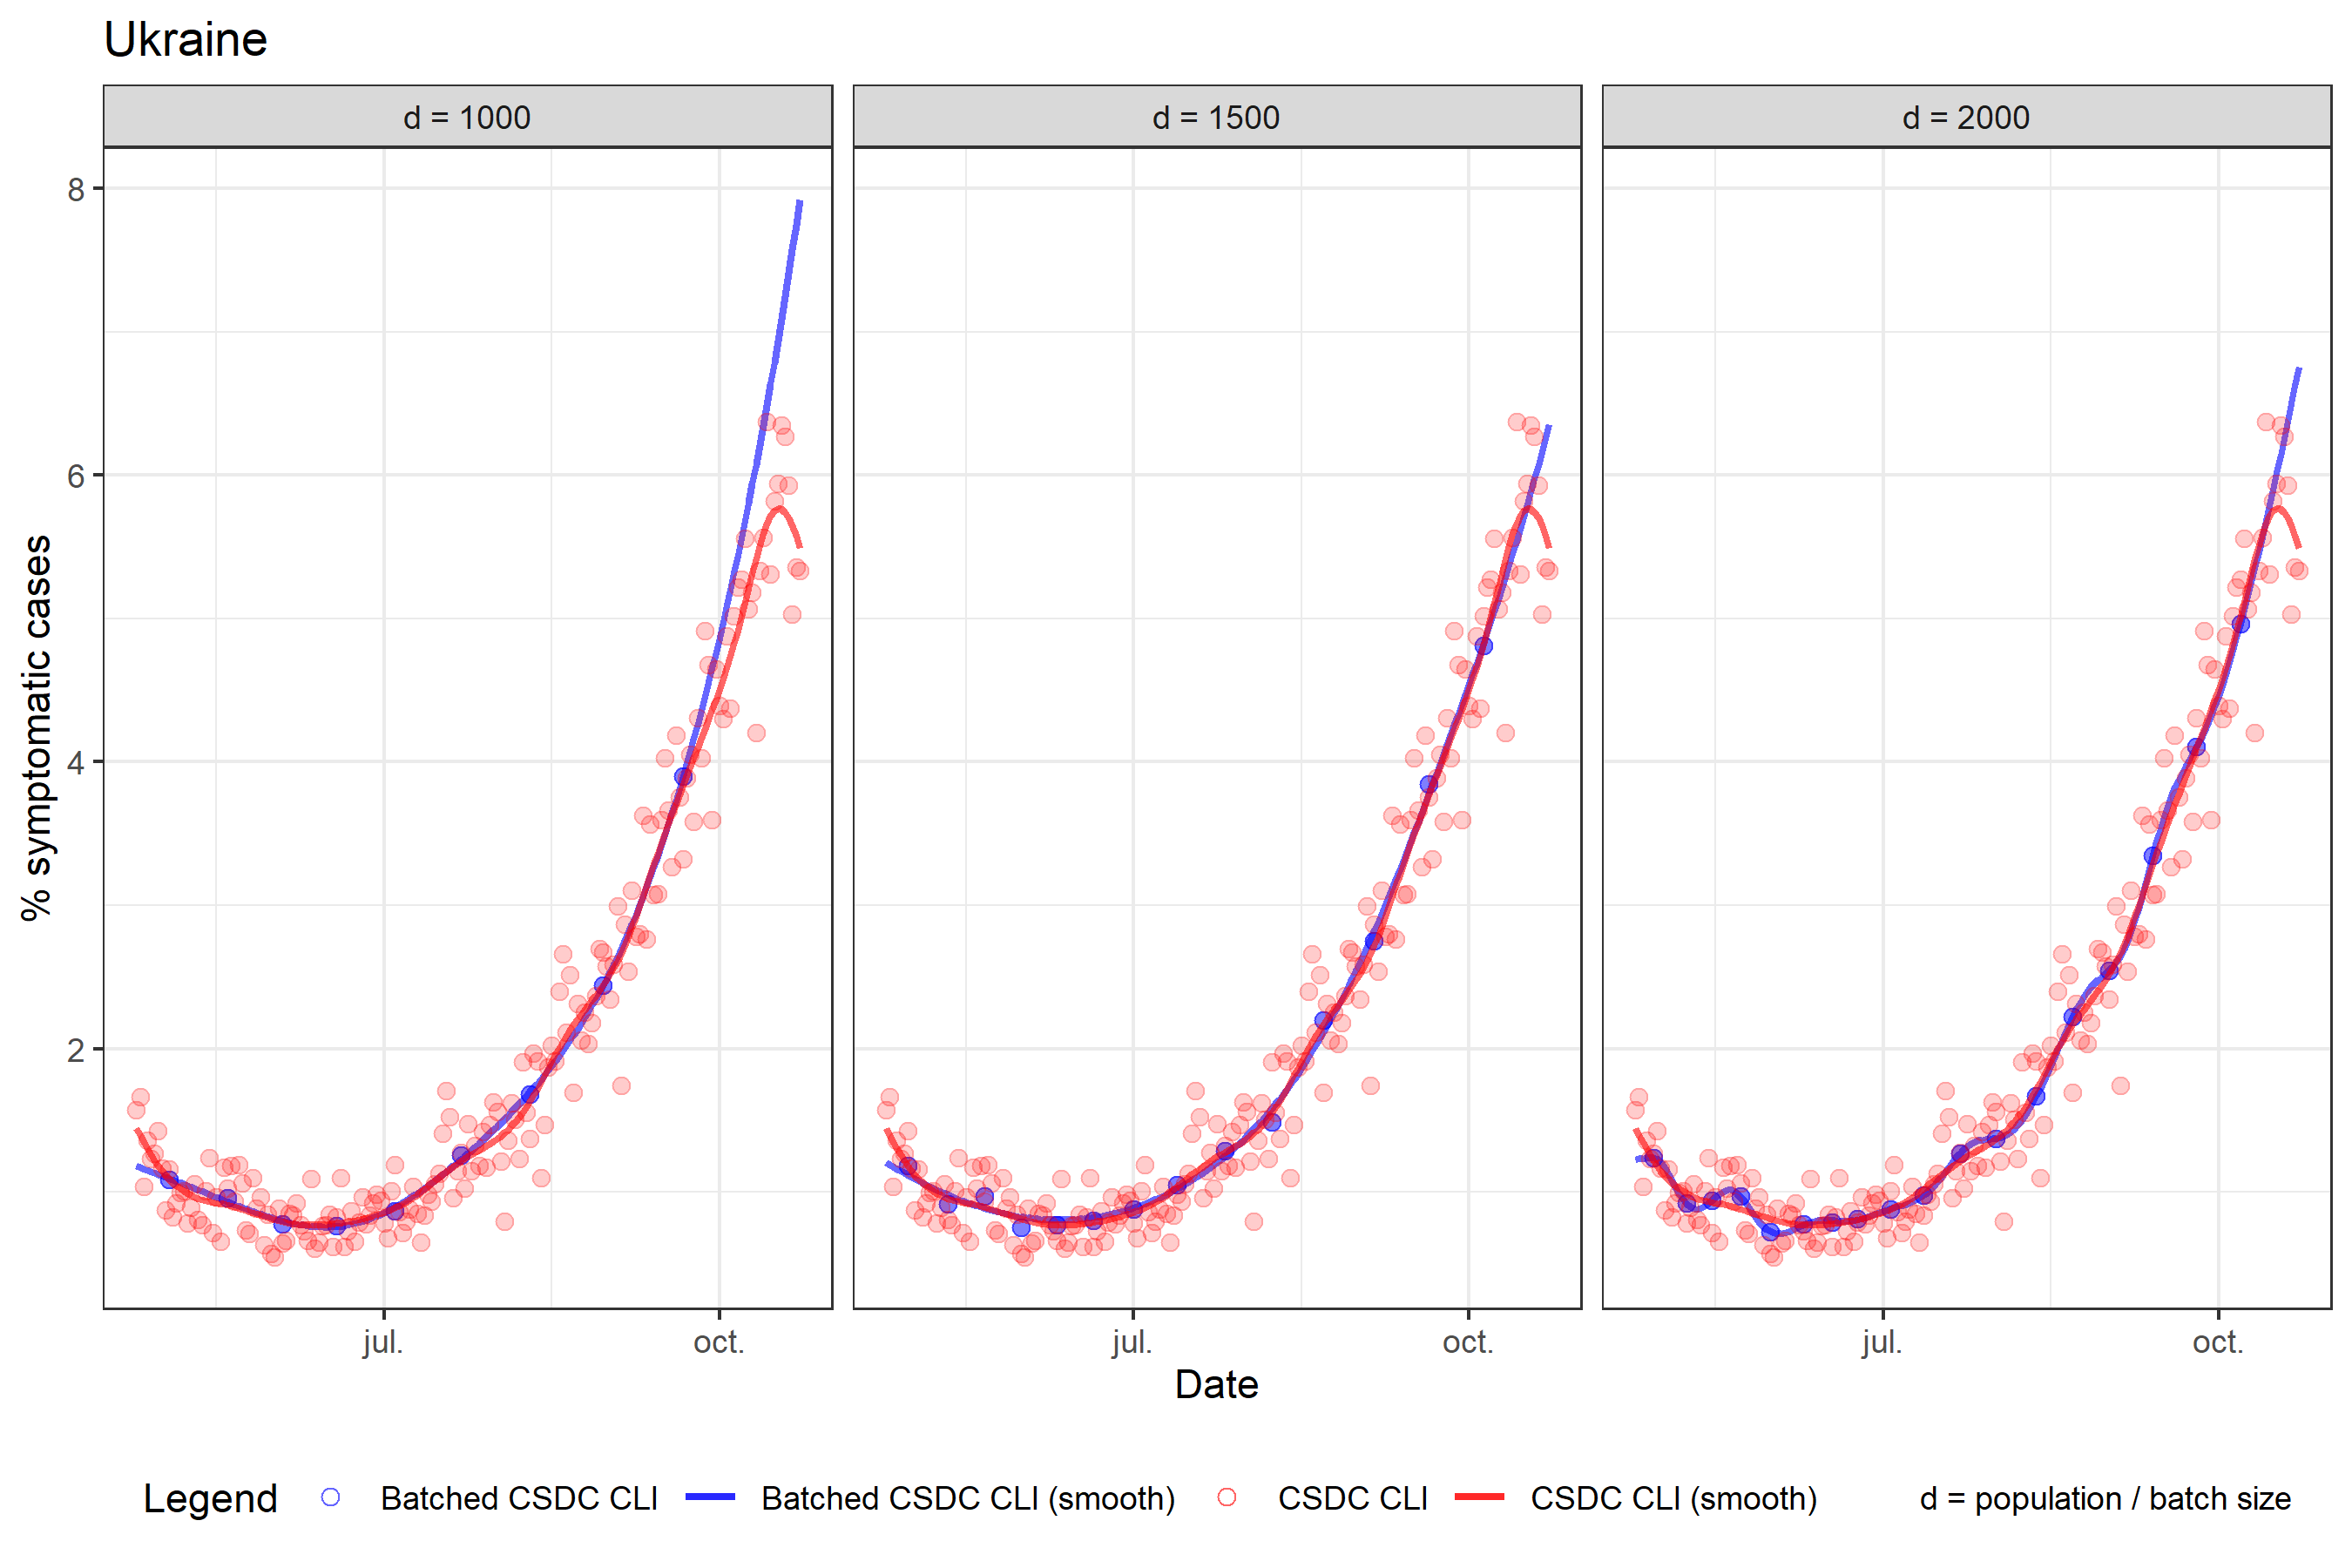 Ukraine
d = 1000
d = 1500
d = 2000
% symptomatic cases
8
6
4
2
jul.
oct.
jul.
oct.
jul.
oct.
Date
Legend
Batched CSDC CLI
Batched CSDC CLI (smooth)
CSDC CLI
CSDC CLI (smooth)
d = population / batch size